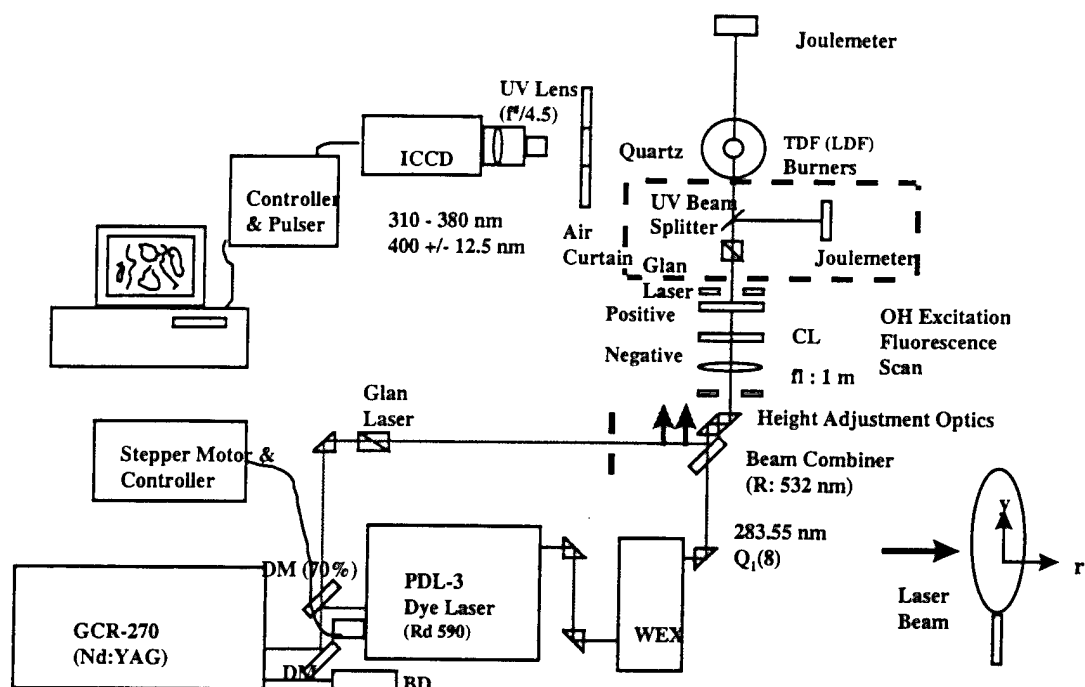 Joulemeter
UV Lens
(f#/4.5)
ICCD
Quartz
TDF (LDF)
Burners
Controller
& Pulser
310 - 380 nm
400 +/- 12.5 nm
Air
Curtain
UV Beam
Splitter
Joulemeter
Glan
Laser
Positive
CL
Negative
fl : 1 m
OH Excitation
Fluorescence
Scan
Glan
Laser
Height Adjustment Optics
Stepper Motor &
Controller
Beam Combiner
(R: 532 nm)
283.55 nm
Q1(8)
DM (70%)
PDL-3
Dye Laser
(Rd 590)
WEX
GCR-270
(Nd:YAG)
DM
BD
y
r
Laser
Beam